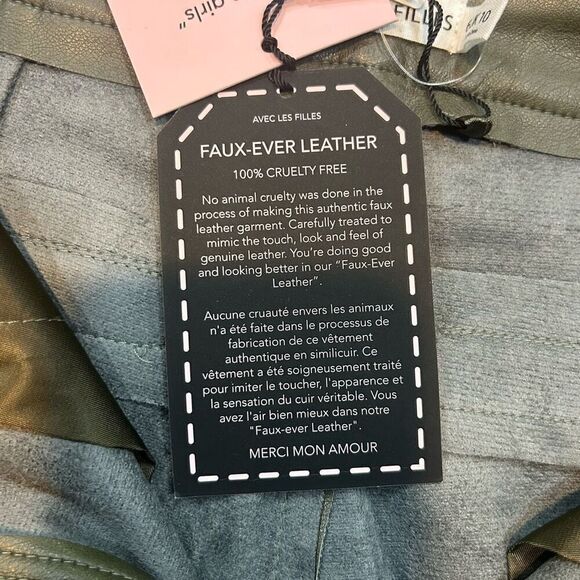 girls"
FILLES
10
AVEC LES FILLES
FAUX-EVER LEATHER
100% CRUELTY FREE
No animal cruelty was done in the
process of making this authentic faux
leather garment. Carefully treated to
mimic the touch, look and feel of
genuine leather. You're doing good
and looking better in our "Faux-Ever
Leather".
Aucune cruauté envers les animaux
n'a été faite dans le processus de
fabrication de ce vêtement
authentique en similicuir. Ce
vêtement a été soigneusement traité
pour imiter le toucher, l'apparence et
la sensation du cuir véritable. Vous
avez l'air bien mieux dans notre
"Faux-ever Leather".
MERCI MON AMOUR